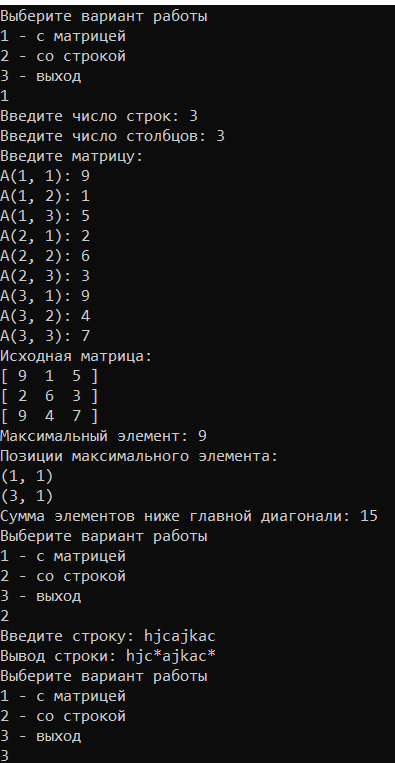 Выберите вариант работы
1 - с матрицей
2 - со строкой
3 - выход
1
Введите число строк: 3
Введите число столбцов: 3
Введите матрицу:
A(1, 1): 9
A(1, 2): 1
A(1, 3): 5
A(2, 1): 2
A(2, 2): 6
A(2, 3): 3
A(3, 1): 9
A(3, 2): 4
A(3, 3): 7
Исходная матрица:
[ 9  1  5 ]
[ 2  6  3 ]
[ 9  4  7 ]
Максимальный элемент: 9
Позиции максимального элемента:
(1, 1)
(3, 1)
Сумма элементов ниже главной диагонали: 15
Выберите вариант работы
1 - с матрицей
2 - со строкой
3 - выход
2
Введите строку: hjcajkac
Вывод строки: hjc*ajkac*
Выберите вариант работы
1 - с матрицей
2 - со строкой
3 - выход
3